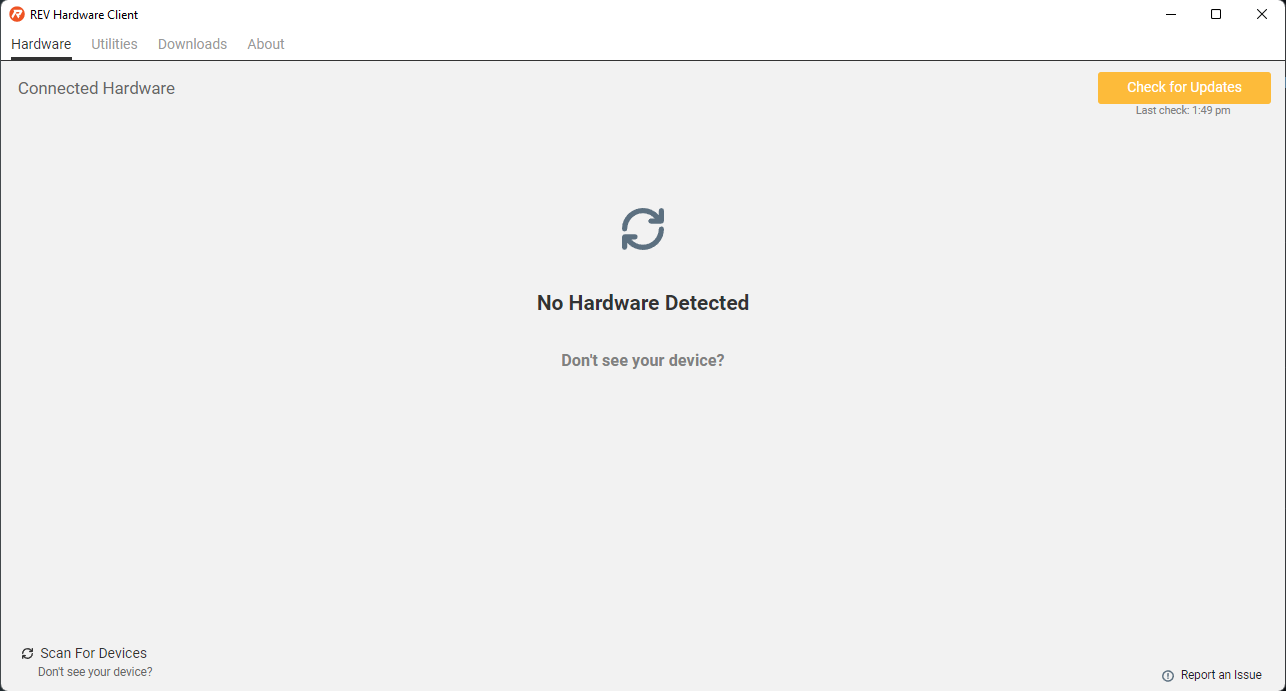 REV Hardware Client
Hardware Utilities Downloads About
Connected Hardware
Check for Updates
Last check: 1:49 pm
No Hardware Detected
Don't see your device?
Scan For Devices
Don't see your device?
Report an Issue